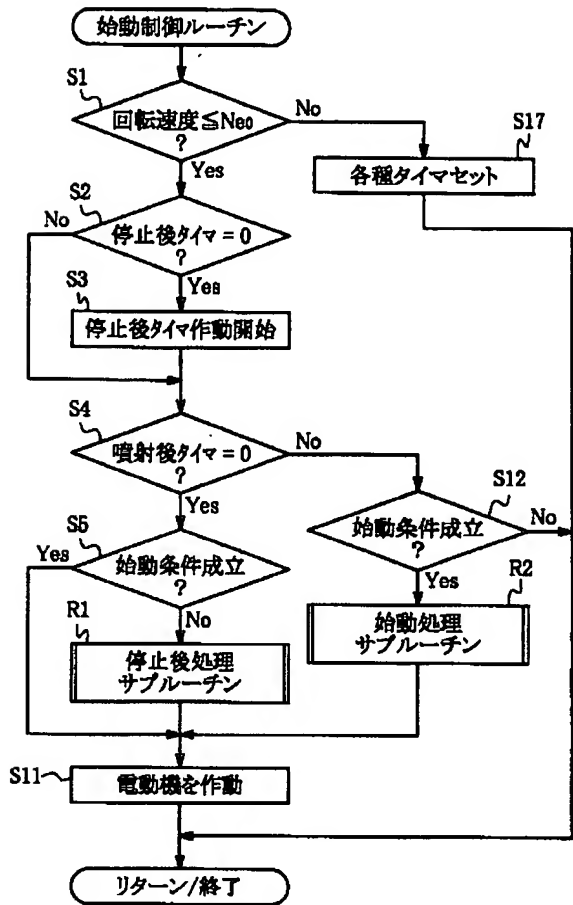 始動制御ルーチン
S1
回転速度≦Neo
?
No
Yes
S17
各種タイマセット
S2
No
停止後タイマ = 0
?
Yes
S3
停止後タイマ作動開始
S4
噴射後タイマ = 0
?
No
Yes
S12
始動条件成立
?
No
Yes
S5
Yes
始動条件成立
?
No
R1
停止後処理
サブルーチン
R2
始動処理
サブルーチン
S11
電動機を作動
リターン/終了